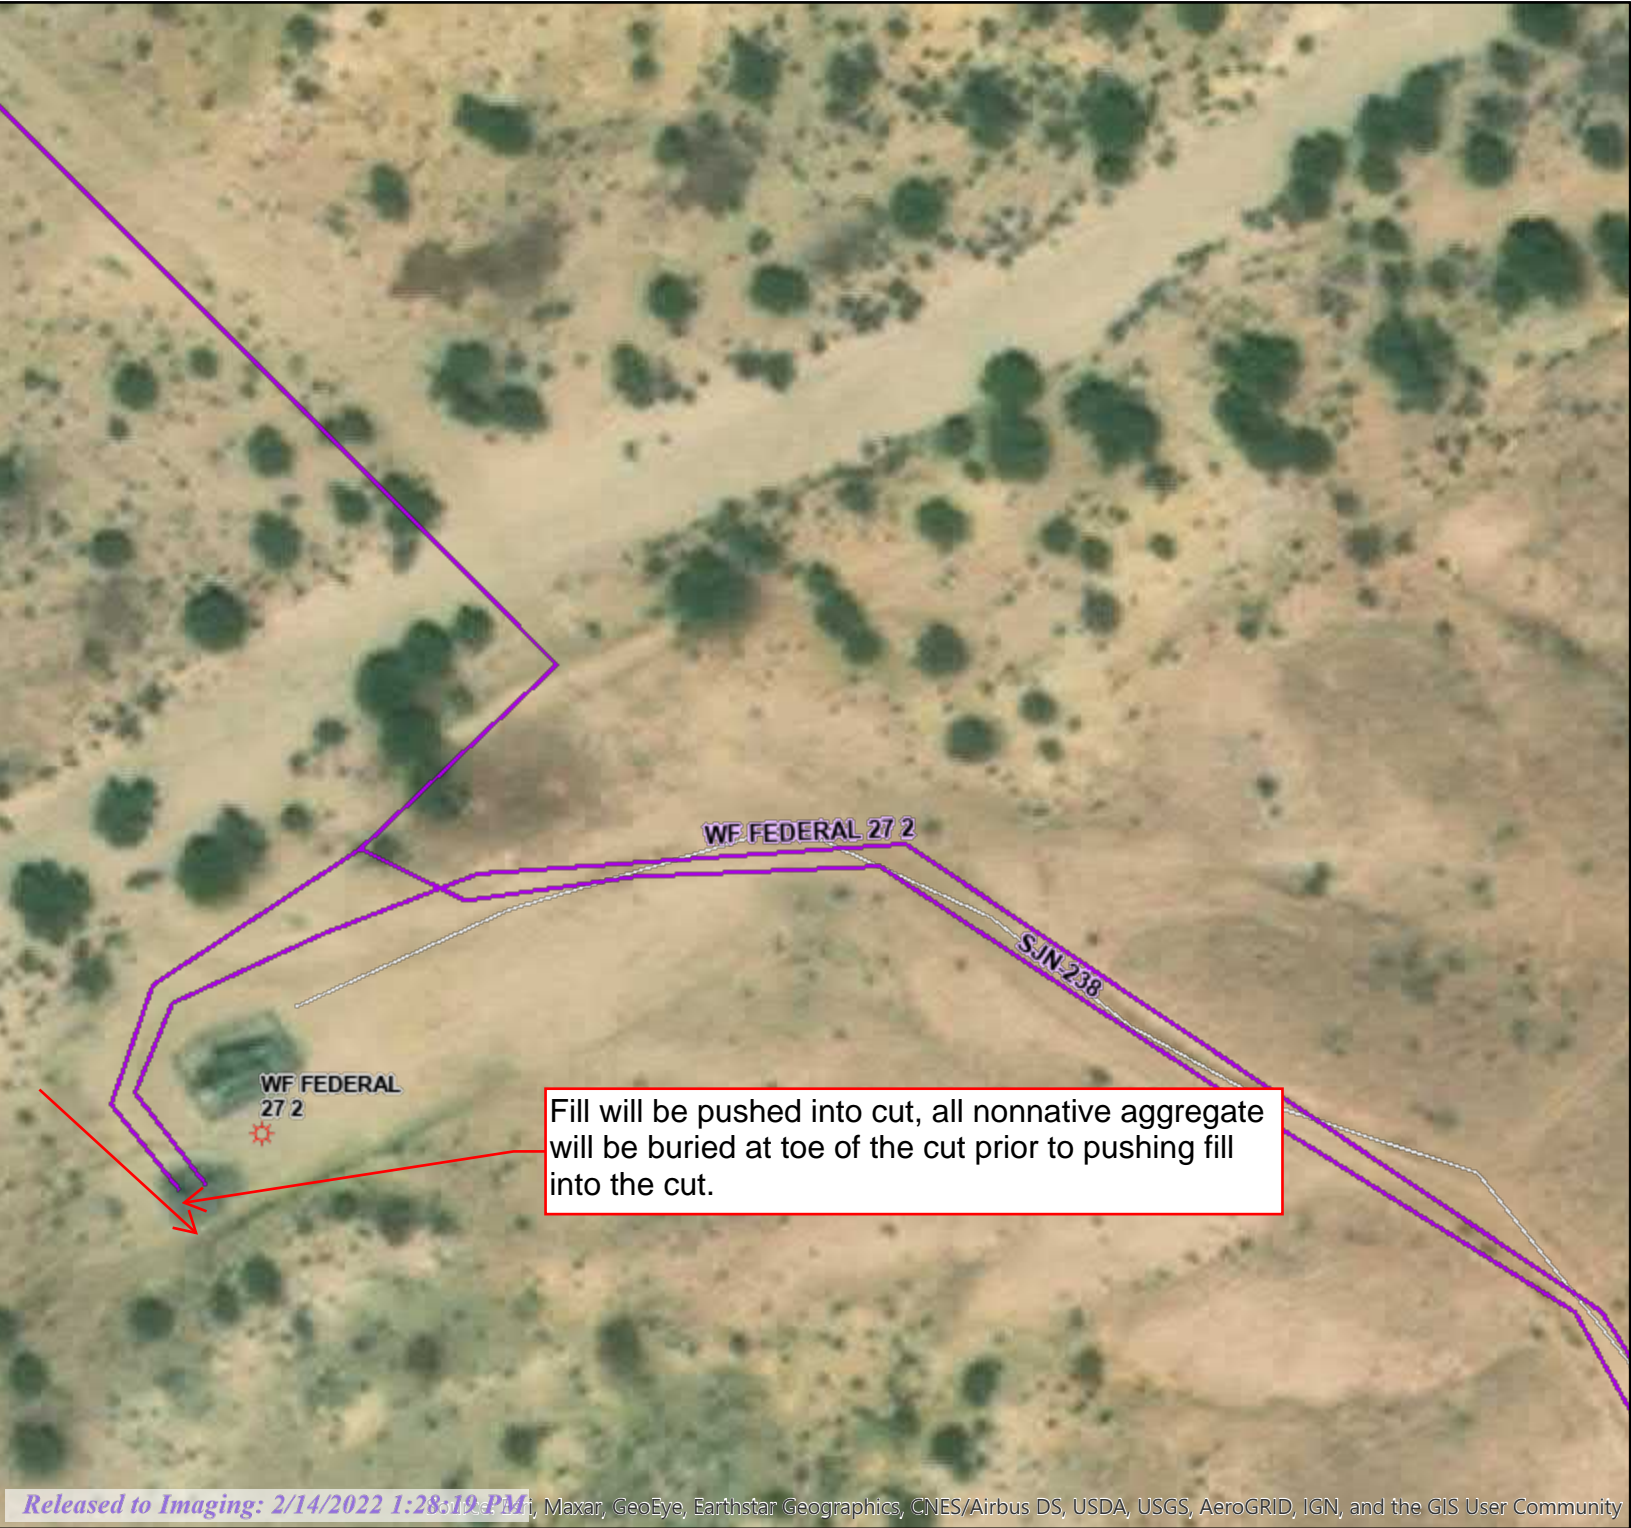 WF FEDERAL 27 2
SJN-238
WF FEDERAL
27 2
Fill will be pushed into cut, all nonnative aggregate
will be buried at toe of the cut prior to pushing fill
into the cut.
Released to Imaging: 2/14/2022 1:28:19 PM
Maxar, GeoEye, Earthstar Geographics, CNES/Airbus DS, USDA, USGS, AeroGRID, IGN, and the GIS User Community